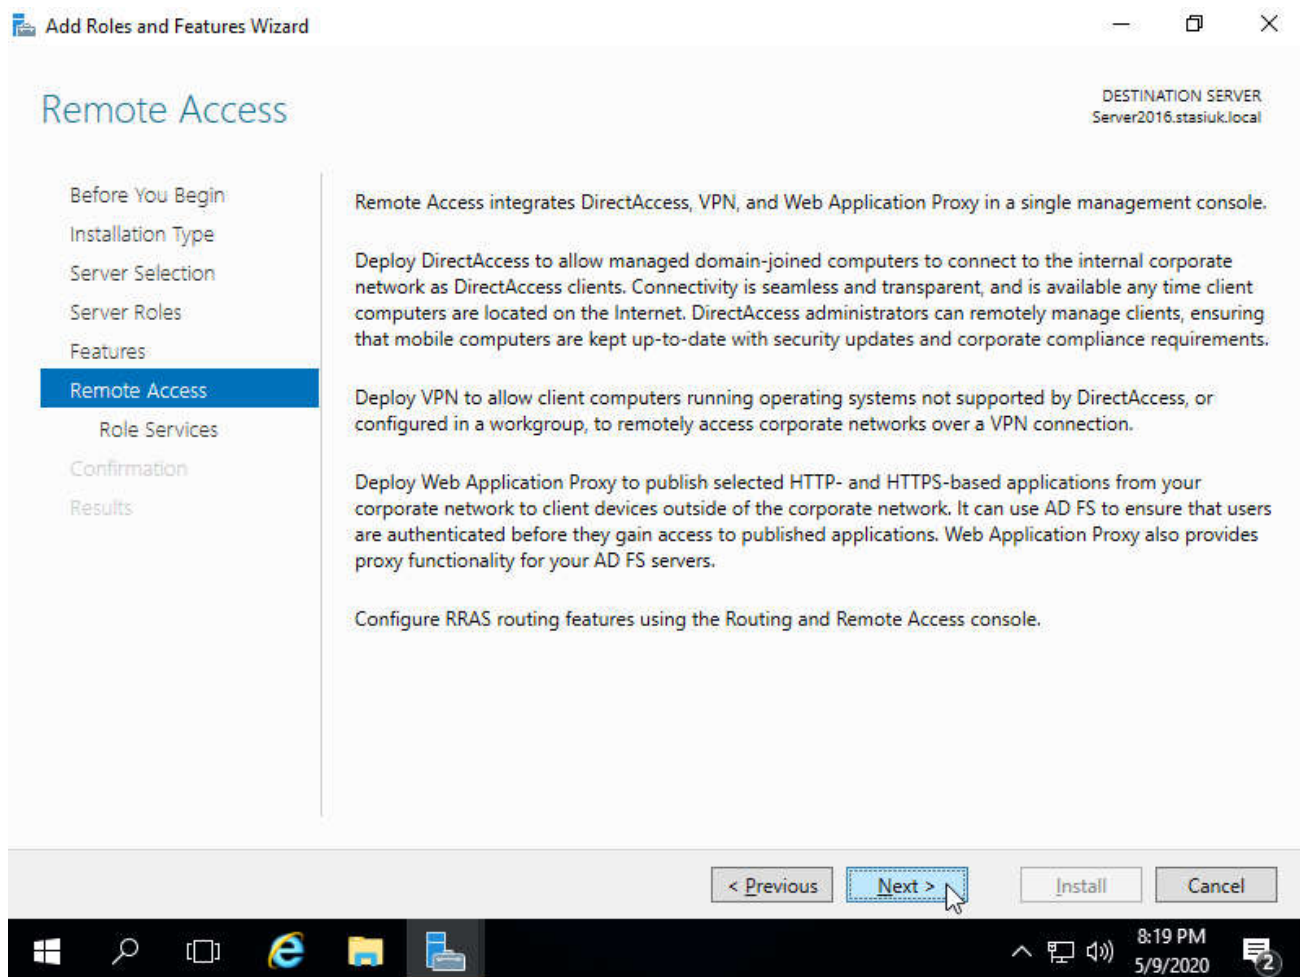 Add Roles and Features Wizard
Remote Access
DESTINATION SERVER
Server2016.stasiuk.local
Before You Begin
Installation Type
Server Selection
Server Roles
Features
Remote Access
Role Services
Confirmation
Results
Remote Access integrates DirectAccess, VPN, and Web Application Proxy in a single management console.
Deploy DirectAccess to allow managed domain-joined computers to connect to the internal corporate
network as DirectAccess clients. Connectivity is seamless and transparent, and is available any time client
computers are located on the Internet. DirectAccess administrators can remotely manage clients, ensuring
that mobile computers are kept up-to-date with security updates and corporate compliance requirements.
Deploy VPN to allow client computers running operating systems not supported by DirectAccess, or
configured in a workgroup, to remotely access corporate networks over a VPN connection.
Deploy Web Application Proxy to publish selected HTTP- and HTTPS-based applications from your
corporate network to client devices outside of the corporate network. It can use AD FS to ensure that users
are authenticated before they gain access to published applications. Web Application Proxy also provides
proxy functionality for your AD FS servers.
Configure RRAS routing features using the Routing and Remote Access console.
< Previous
Next >
Install
Cancel
8:19 PM
5/9/2020
2